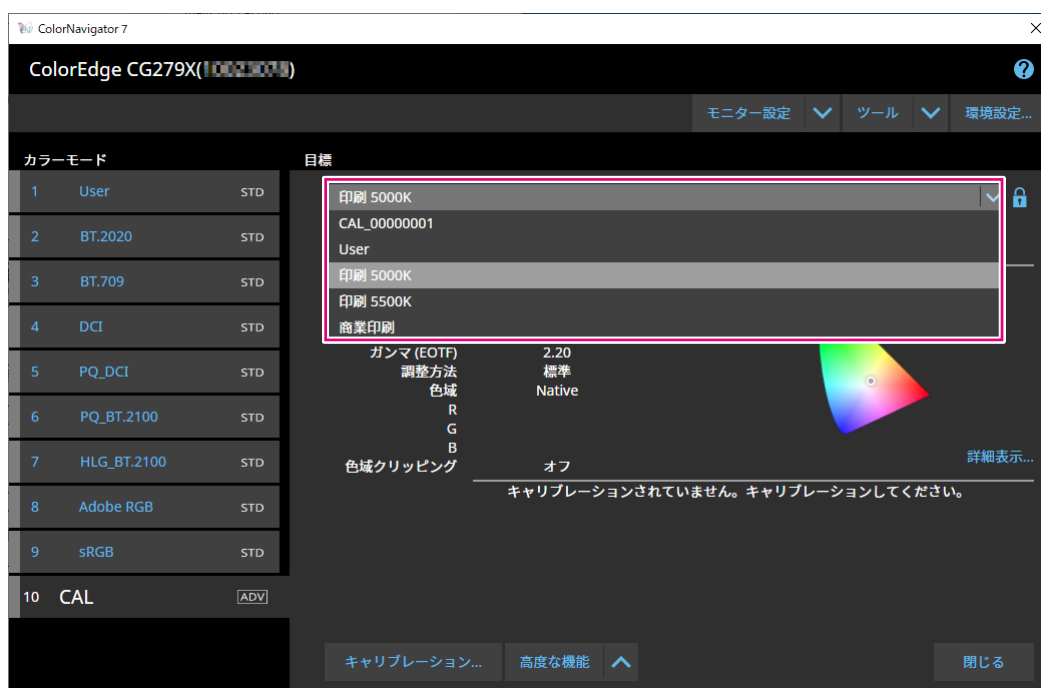 ColorNavigator 7
ColorEdge CG279X( )
モニター設定 ツール 環境設定...
カラーモード
目標
1 User STD
2 BT.2020 STD
3 BT.709 STD
4 DCI STD
5 PQ_DCI STD
6 PQ_BT.2100 STD
7 HLG_BT.2100 STD
8 Adobe RGB STD
9 sRGB STD
10 CAL ADV
印刷 5000K
CAL_00000001
User
印刷 5000K
印刷 5500K
商業印刷
ガンマ (EOTF) 2.20
調整方法 標準
色域 Native
R
G
B
色域クリッピング オフ
詳細表示...
キャリブレーションされていません。キャリブレーションしてください。
キャリブレーション... 高度な機能 閉じる